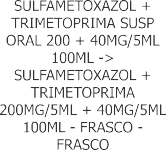 SULFAMETOXAZOL +
TRIMETOPRIMA SUSP
ORAL 200 + 40MG/5ML
100ML ->
SULFAMETOXAZOL +
TRIMETOPRIMA
200MG/5ML + 40MG/5ML
100ML - FRASCO -
FRASCO